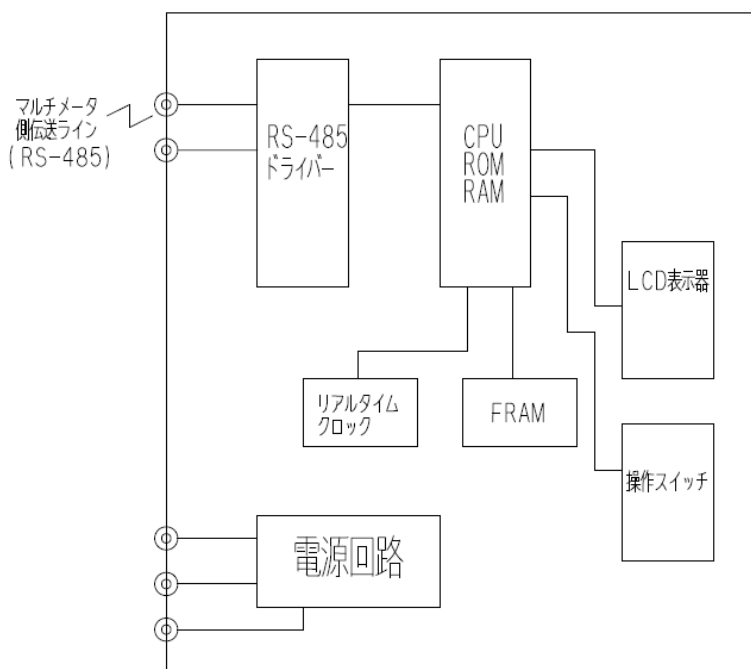 マルチメータ
側伝送ライン
(RS-485)
RS-485
ドライバー
CPU
ROM
RAM
LCD表示器
リアルタイム
クロック
FRAM
操作スイッチ
電源回路